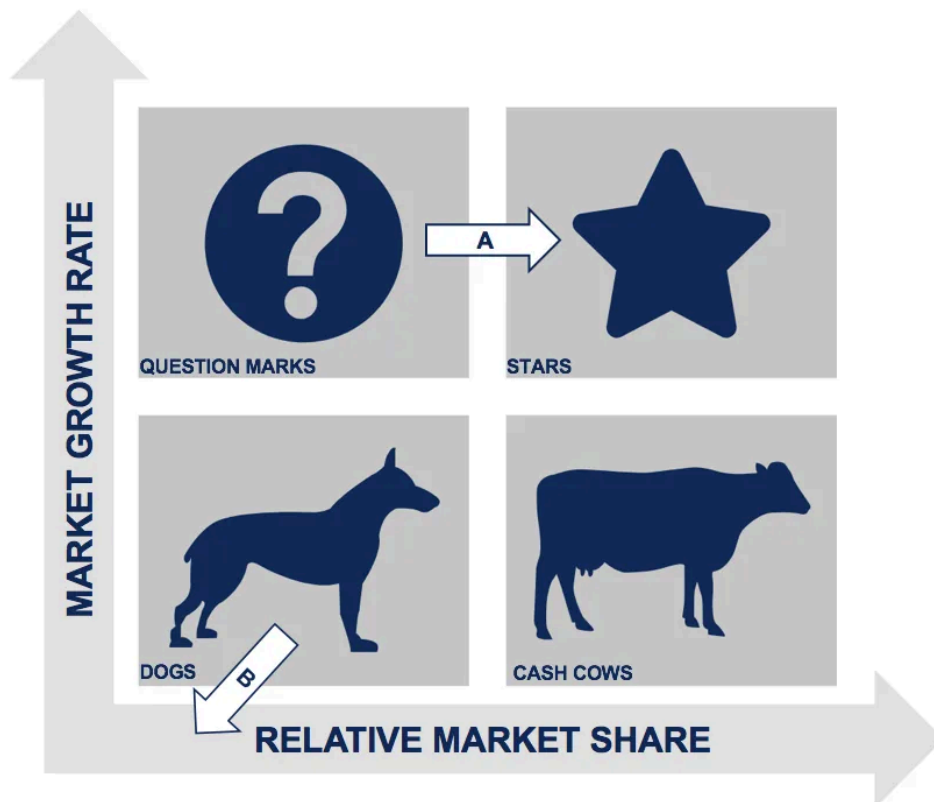 MARKET GROWTH RATE
?
A
QUESTION MARKS
STARS
DOGS
B
CASH COWS
RELATIVE MARKET SHARE